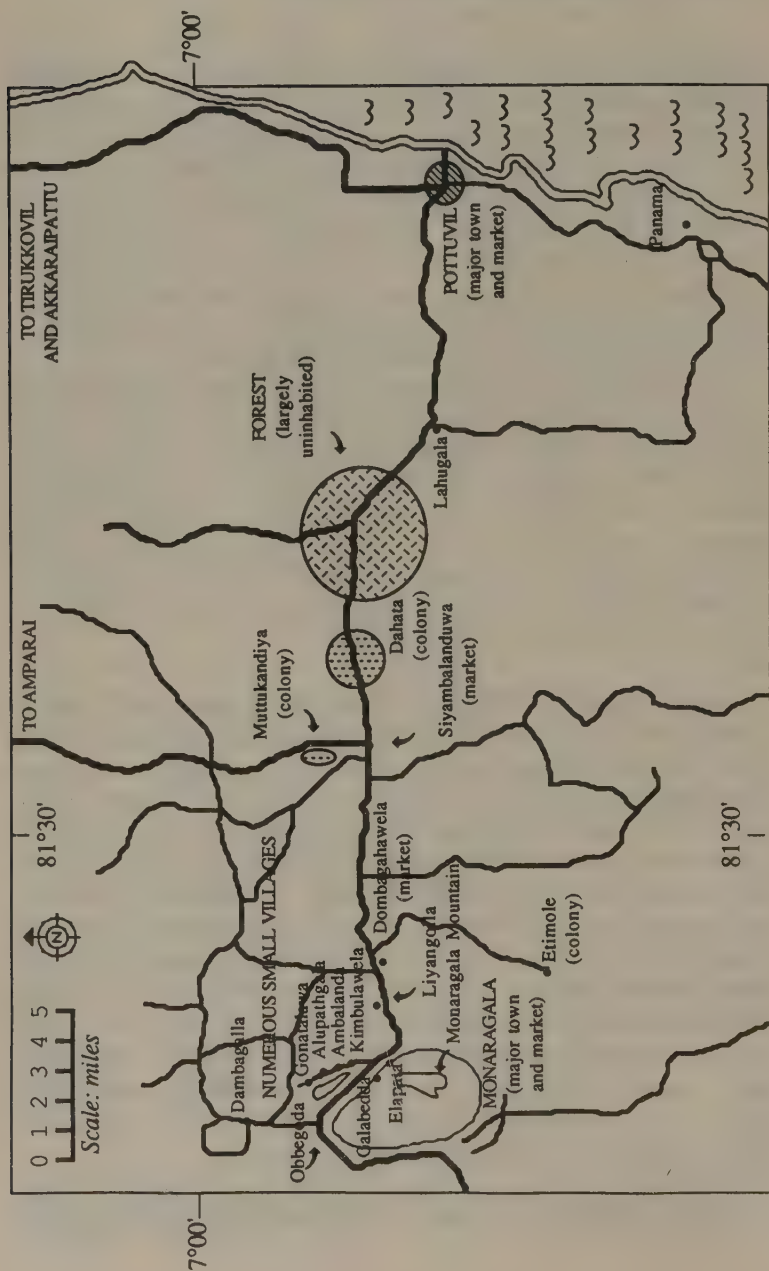 0 1 2 3 4 5
Scale: miles
N
81°30'
TO AMPARAI
TO TIRUKKOVIL
AND AKKARAIPATTU
7°00'
7°00'
Dambagalla
NUMEROUS SMALL VILLAGES
Obbegoda
Gonataluwa
Alupathgala
Ambalanda
Kimbulawela
Galabedda
Elapata
Muttukandiya
(colony)
FOREST
(largely
uninhabited)
Dombagahawela
(market)
Siyambalanduwa
(market)
Dahata
(colony)
Lahugala
POTTUVIL
(major town
and market)
Panama
Liyangolla
Monaragala Mountain
MONARAGALA
(major town
and market)
Etimole
(colony)
81°30'